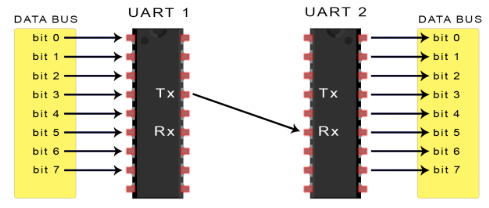 DATA BUS
bit 0
bit 1
bit 2
bit 3
bit 4
bit 5
bit 6
bit 7
UART 1
Tx
Rx
UART 2
Tx
Rx
DATA BUS
bit 0
bit 1
bit 2
bit 3
bit 4
bit 5
bit 6
bit 7